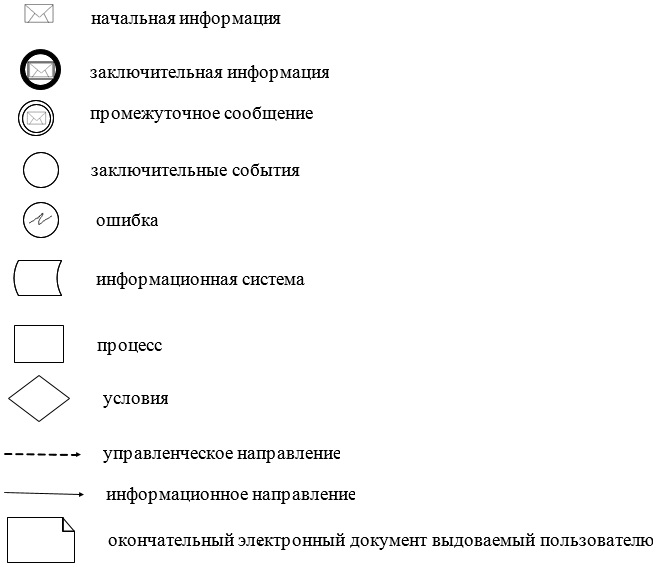 начальная информация
заключительная информация
промежуточное сообщение
заключительные события
ошибка
информационная система
процесс
условия
управленческое направление
информационное направление
окончательный электронный документ выдоваемый пользователю